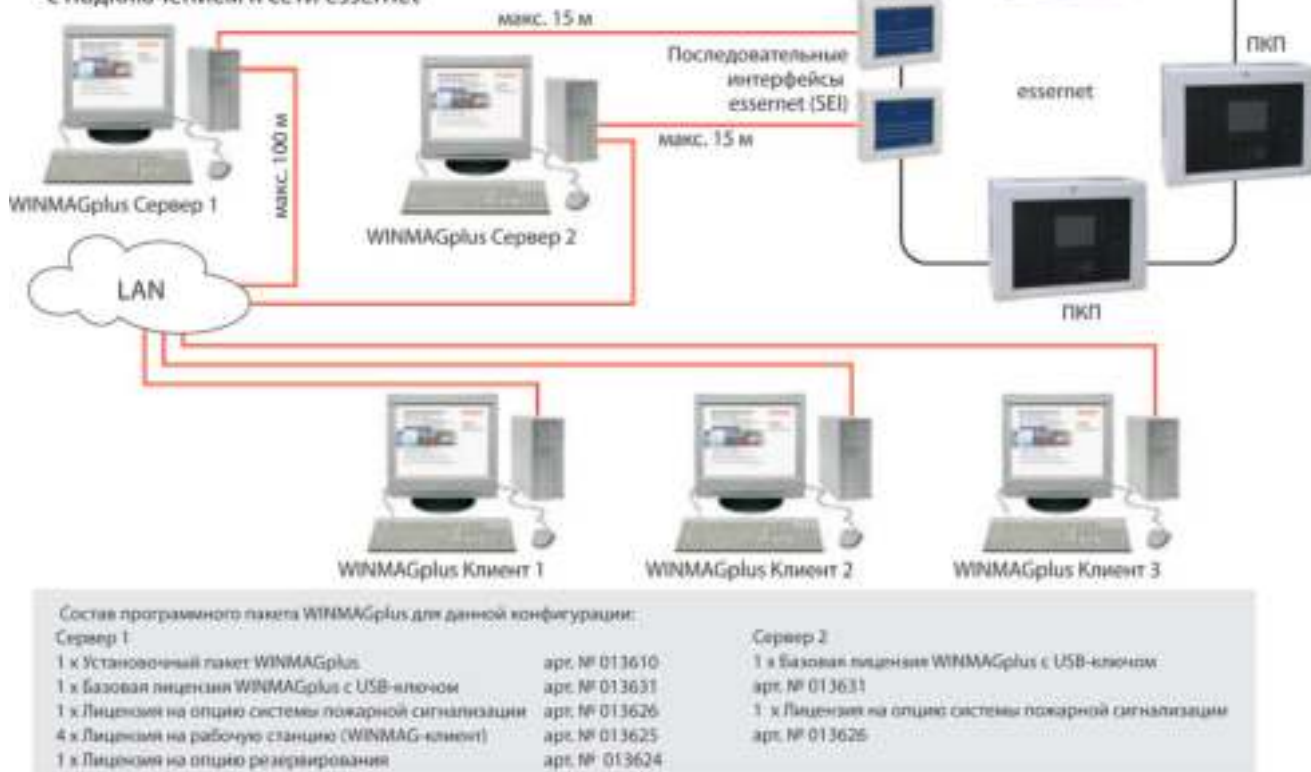 с подключением к сети essernet
макс. 15 м
Последовательные
интерфейсы
essernet (SEI)
essernet
ПКП
макс. 15 м
макс. 100 м
WINMAGplus Сервер 1
WINMAGplus Сервер 2
LAN
ПКП
WINMAGplus Клиент 1
WINMAGplus Клиент 2
WINMAGplus Клиент 3
Состав программного пакета WINMAGplus для данной конфигурации:
Сервер 1
1 x Установочный пакет WINMAGplus арт. № 013610
1 x Базовая лицензия WINMAGplus с USB-ключом арт. № 013631
1 x Лицензия на опцию системы пожарной сигнализации арт. № 013626
4 x Лицензия на рабочую станцию (WINMAG-клиент) арт. № 013625
1 x Лицензия на опцию резервирования арт. № 013624
Сервер 2
1 x Базовая лицензия WINMAGplus с USB-ключом
арт. № 013631
1 x Лицензия на опцию системы пожарной сигнализации
арт. № 013626